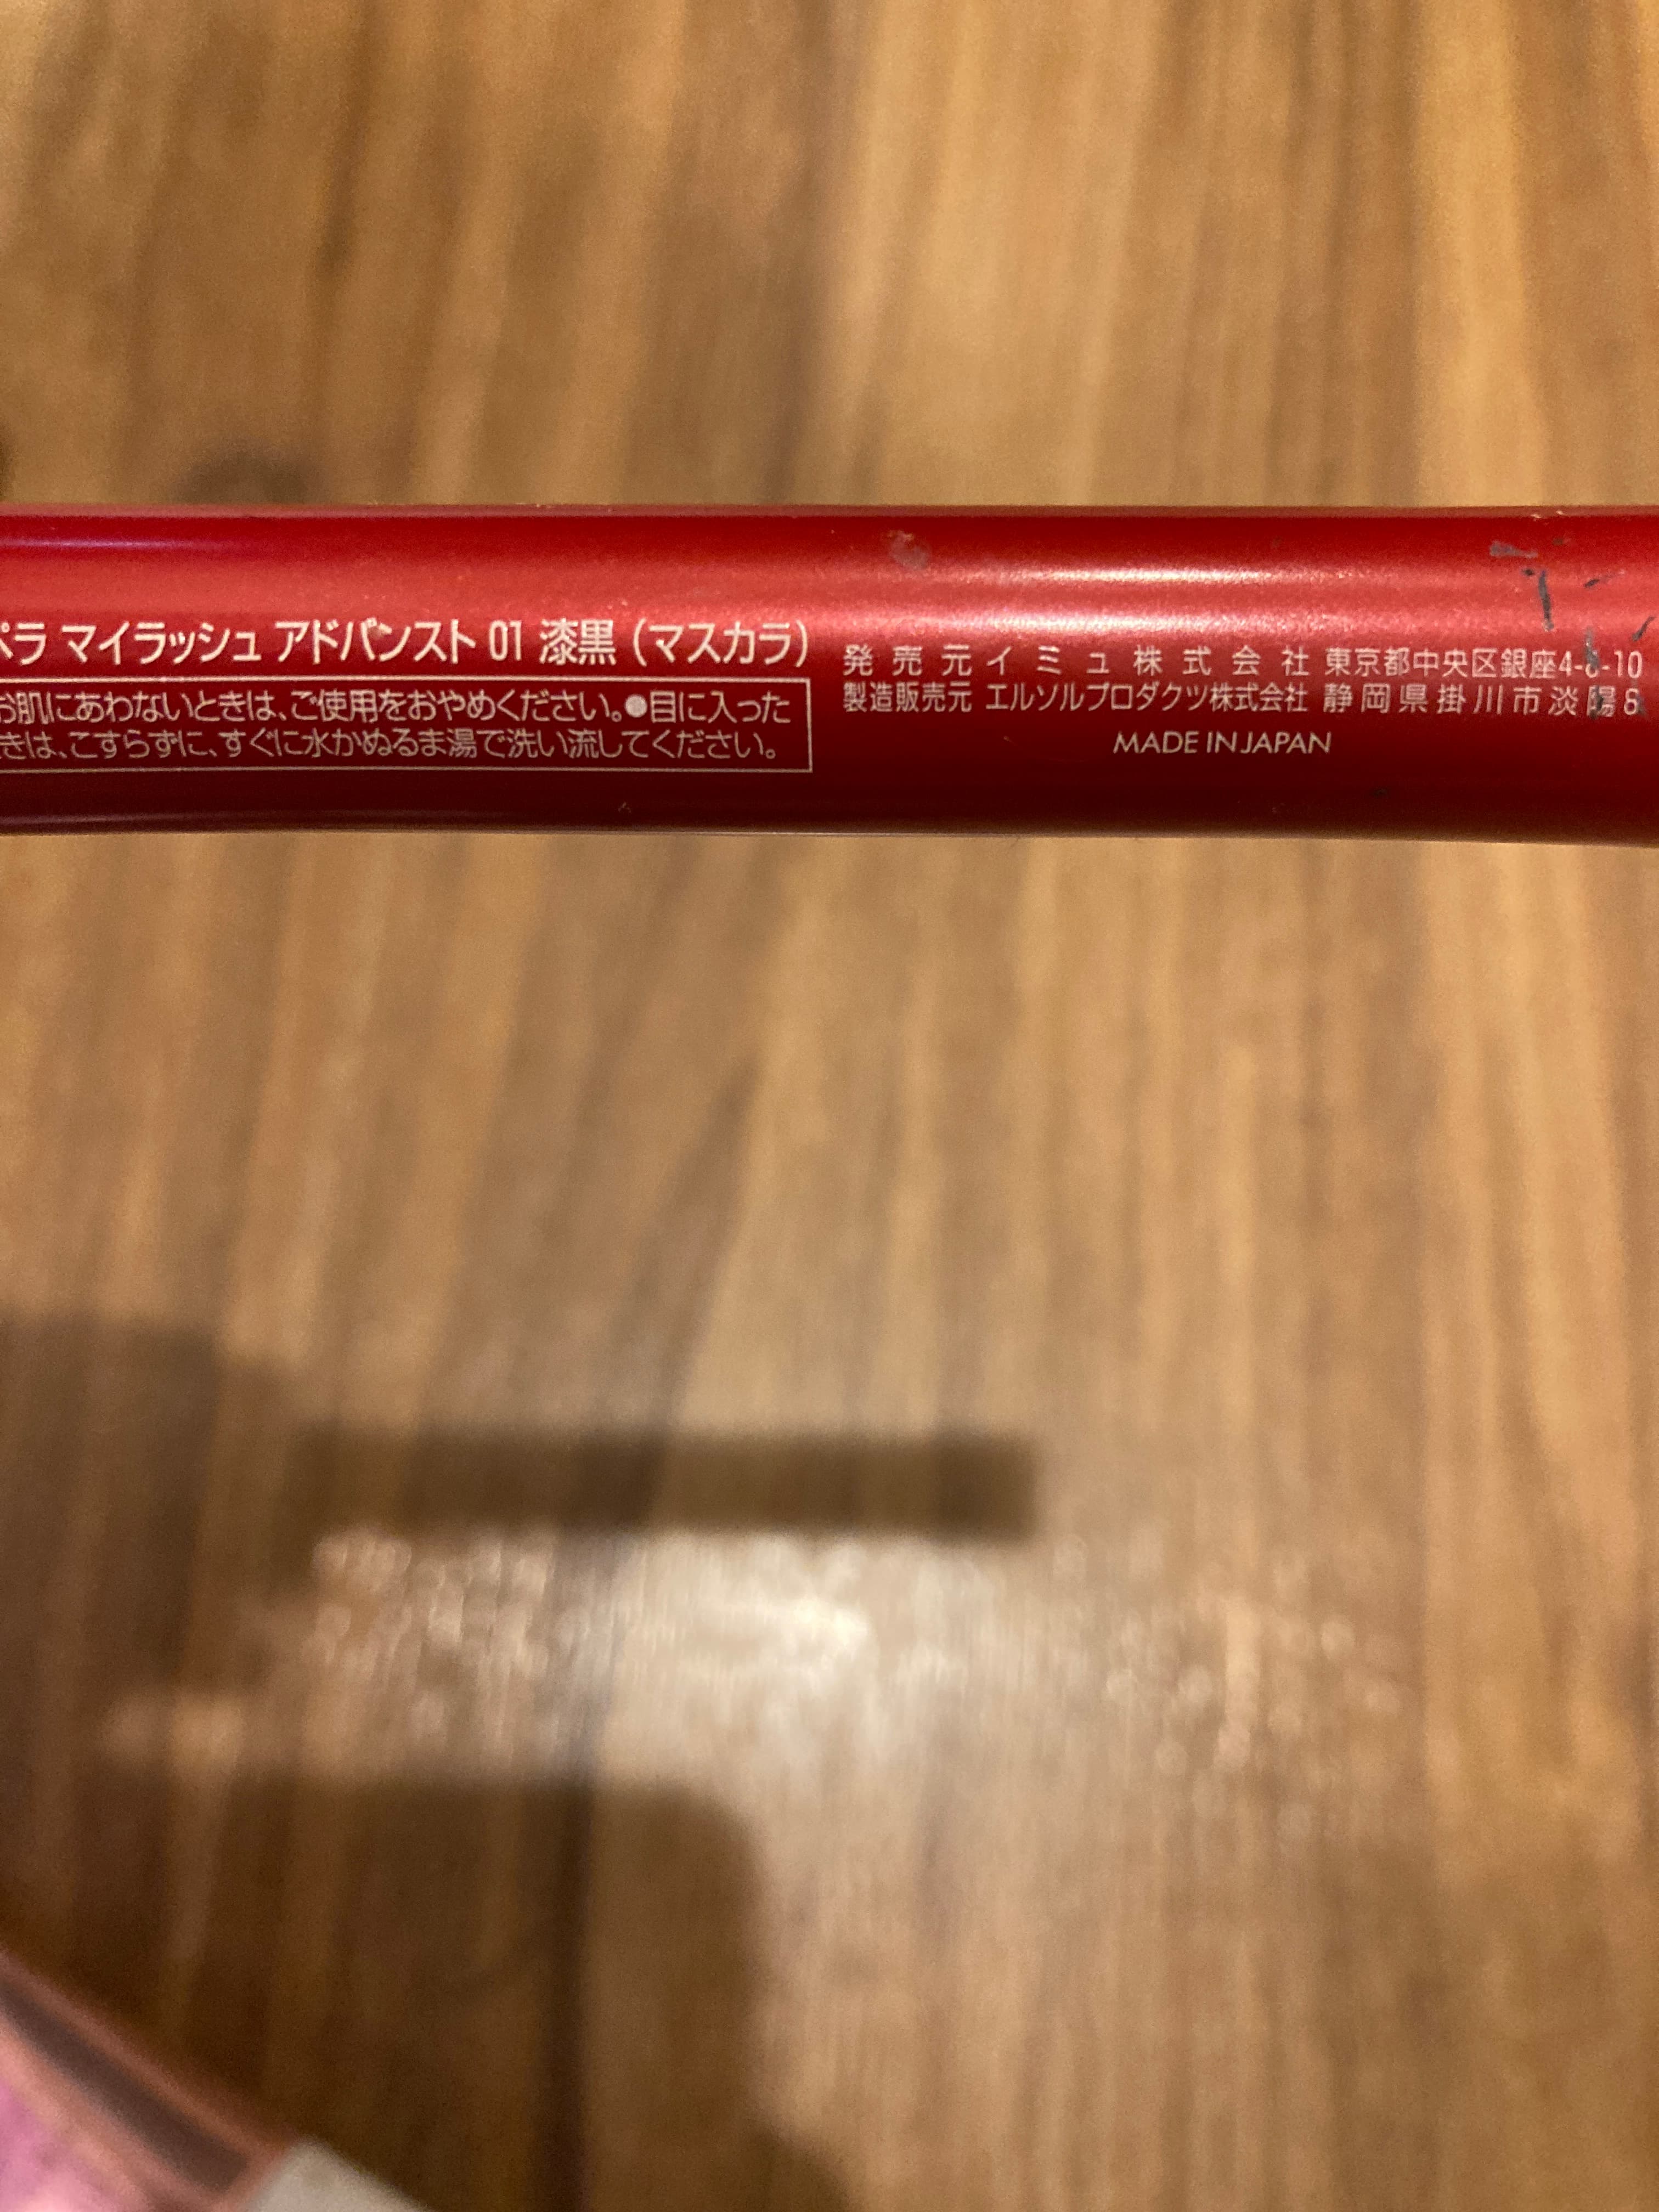 ペラ マイラッシュ アドバンスト 01 漆黒 (マスカラ)
お肌にあわないときは、ご使用をおやめください。●目に入った
きは、こすらずに、すぐに水かぬるま湯で洗い流してください。
発売元 イミュ株式会社 東京都中央区銀座4-6-10
製造販売元 エルソルプロダクツ株式会社 静岡県掛川市淡陽8
MADE IN JAPAN